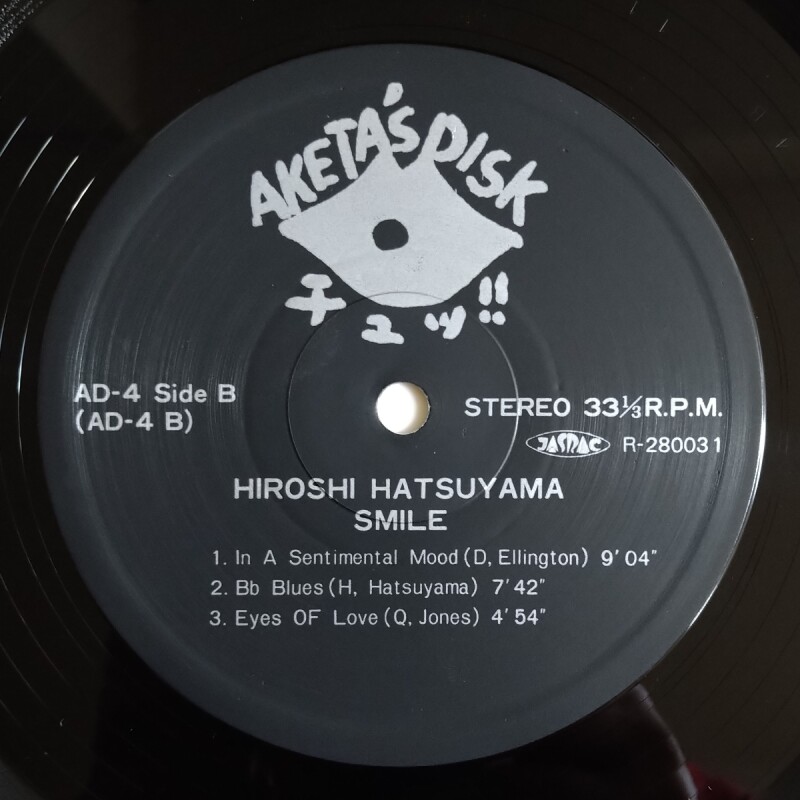 AKETA'S DISK
チュッ!!
AD-4 Side B
(AD-4 B)
STEREO 33⅓ R.P.M.
JASRAC R-280031
HIROSHI HATSUYAMA
SMILE
1. In A Sentimental Mood (D, Ellington) 9'04"
2. Bb Blues (H, Hatsuyama) 7'42"
3. Eyes OF Love (Q, Jones) 4'54"